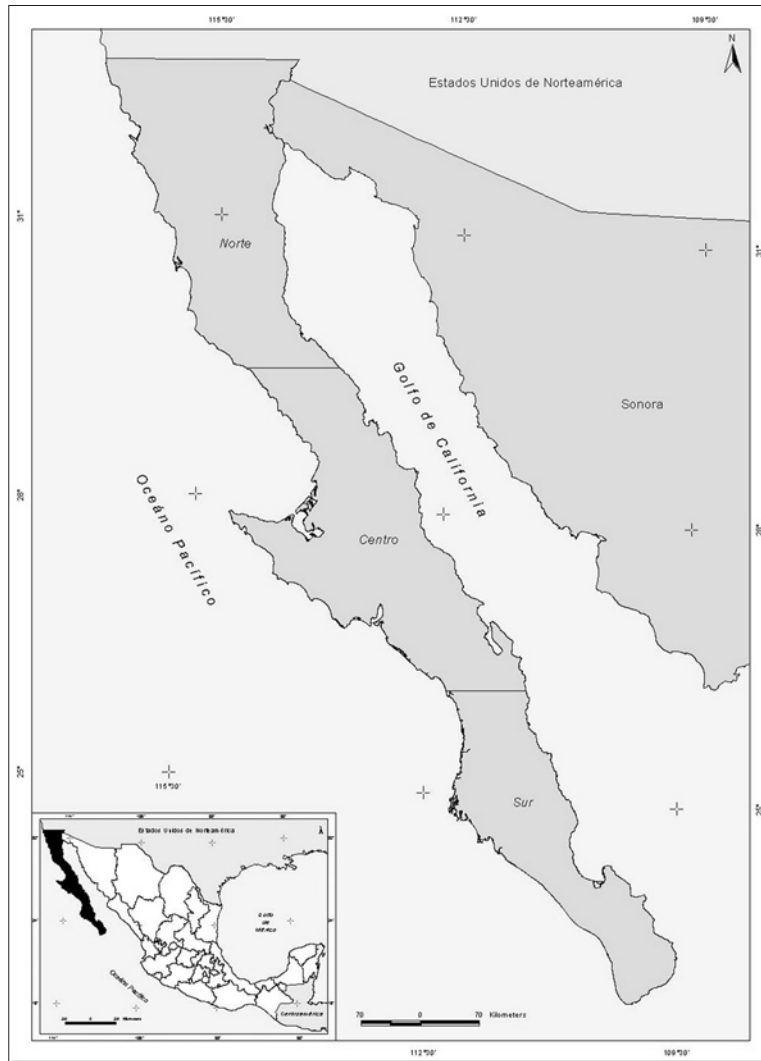 115°30'
112°30'
109°30'
N
Estados Unidos de Norteamérica
31°
31°
Norte
Golfo de California
Sonora
28°
28°
Océano Pacífico
Centro
25°
25°
115°30'
Sur
Estados Unidos de Norteamérica
Golfo
de
México
Océano Pacífico
Centroamérica
70 0 70 Kilometers
112°30'
109°30'